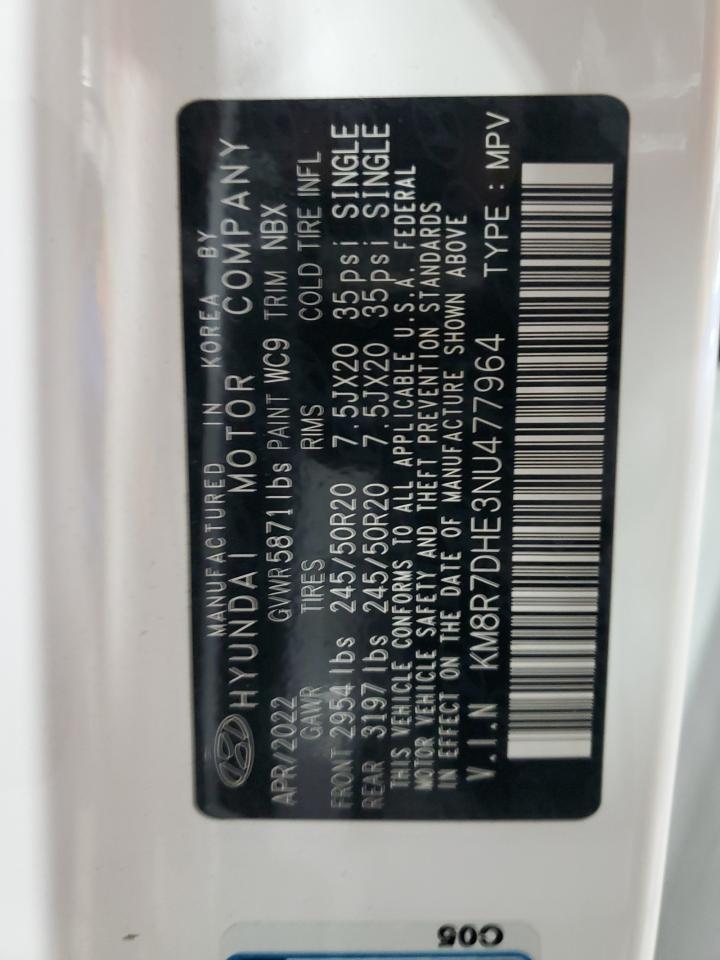 MANUFACTURED IN KOREA BY
HYUNDAI MOTOR COMPANY
APR/2022 GVWR 5871lbs PAINT WC9 TRIM NBX
GAWR TIRES RIMS COLD TIRE INFL
FRONT 2954 lbs 245/50R20 7.5JX20 35psi SINGLE
REAR 3197 lbs 245/50R20 7.5JX20 35psi SINGLE
THIS VEHICLE CONFORMS TO ALL APPLICABLE U.S.A. FEDERAL
MOTOR VEHICLE SAFETY AND THEFT PREVENTION STANDARDS
IN EFFECT ON THE DATE OF MANUFACTURE SHOWN ABOVE
V.I.N KM8R7DHE3NU477964 TYPE : MPV
C05